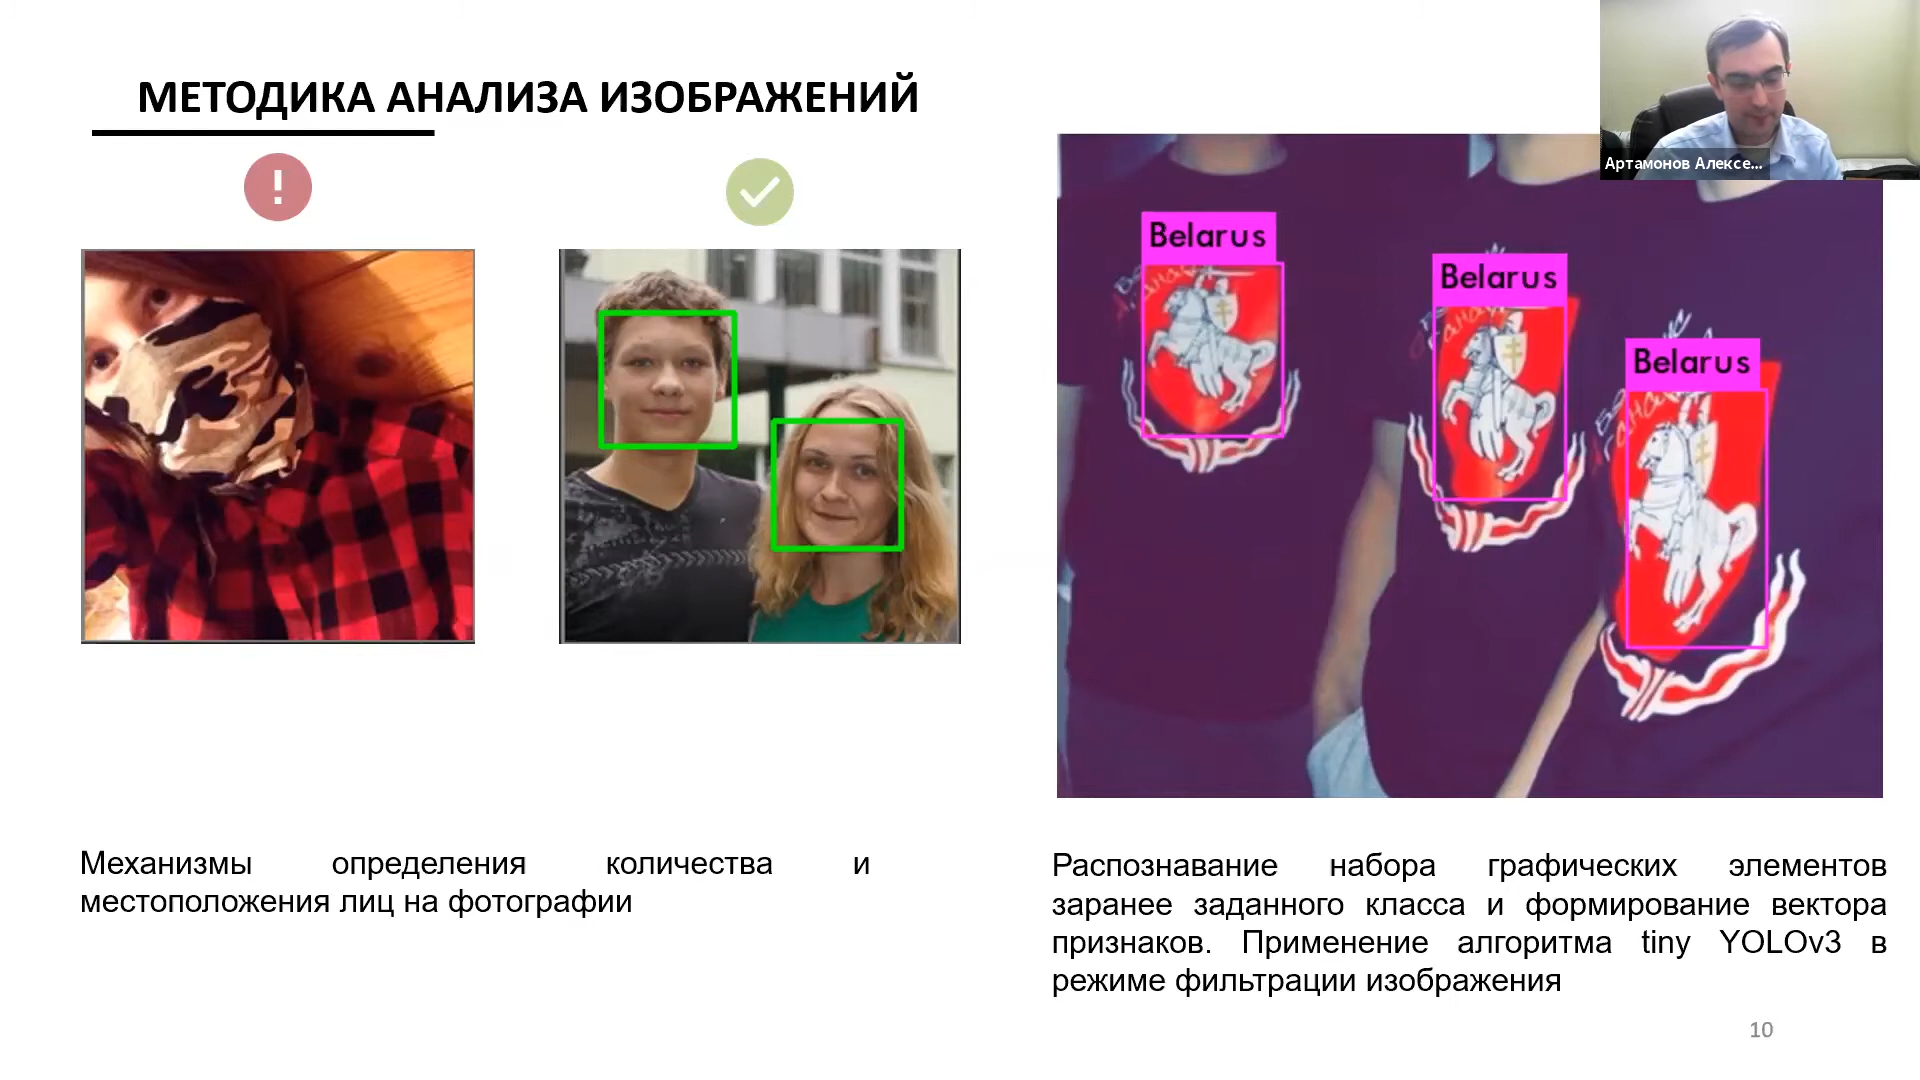 МЕТОДИКА АНАЛИЗА ИЗОБРАЖЕНИЙ
Артамонов Алексе...
Belarus
Belarus
Belarus
Механизмы определения количества и
местоположения лиц на фотографии
Распознавание набора графических элементов
заранее заданного класса и формирование вектора
признаков. Применение алгоритма tiny YOLOv3 в
режиме фильтрации изображения
10